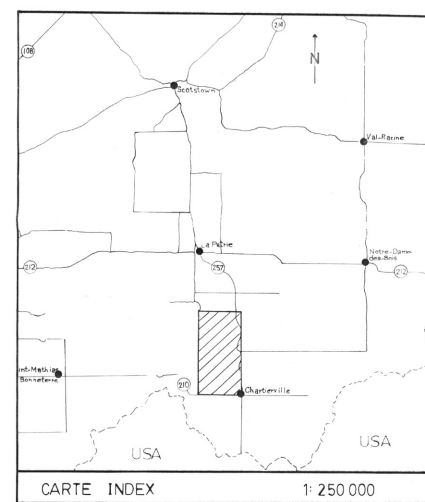 214
108
N
Scotstown
Val-Racine
La Patrie
Notre-Dame
des-Bois
212
257
212
int-Mathias
Bonneterre
210
Chartierville
USA
USA
CARTE INDEX 1: 250 000